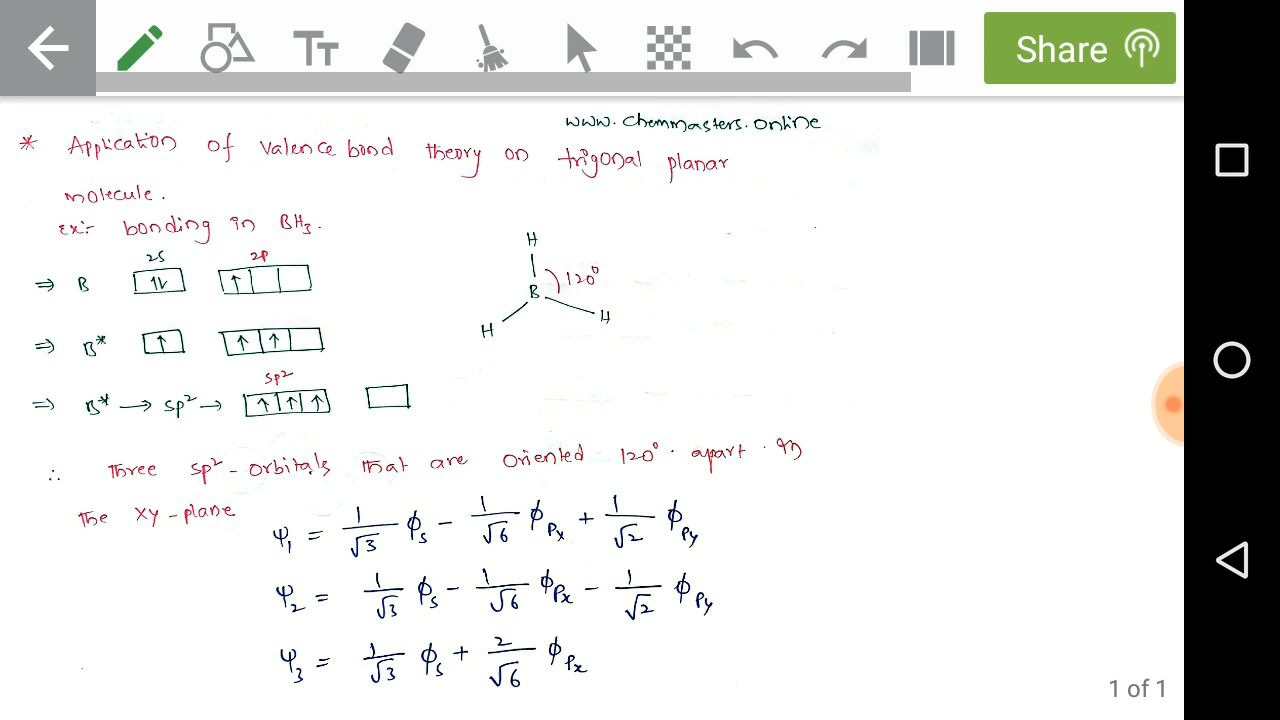 Share
www.chemmasters.online
* Application of valence bond theory on trigonal planar
molecule.
Ex:- bonding in BH₃.
⇒ B 2s ↑↓ 2p ↑
H
B 120°
H H
⇒ B* ↑ ↑ ↑
⇒ B* → sp² → sp² ↑ ↑ ↑
∴ Three sp²-orbitals that are oriented 120° apart in
the xy-plane
ψ₁ = 1/√3 ϕₛ − 1/√6 ϕPx + 1/√2 ϕPy
ψ₂ = 1/√3 ϕₛ − 1/√6 ϕPx − 1/√2 ϕPy
ψ₃ = 1/√3 ϕₛ + 2/√6 ϕPx
1 of 1